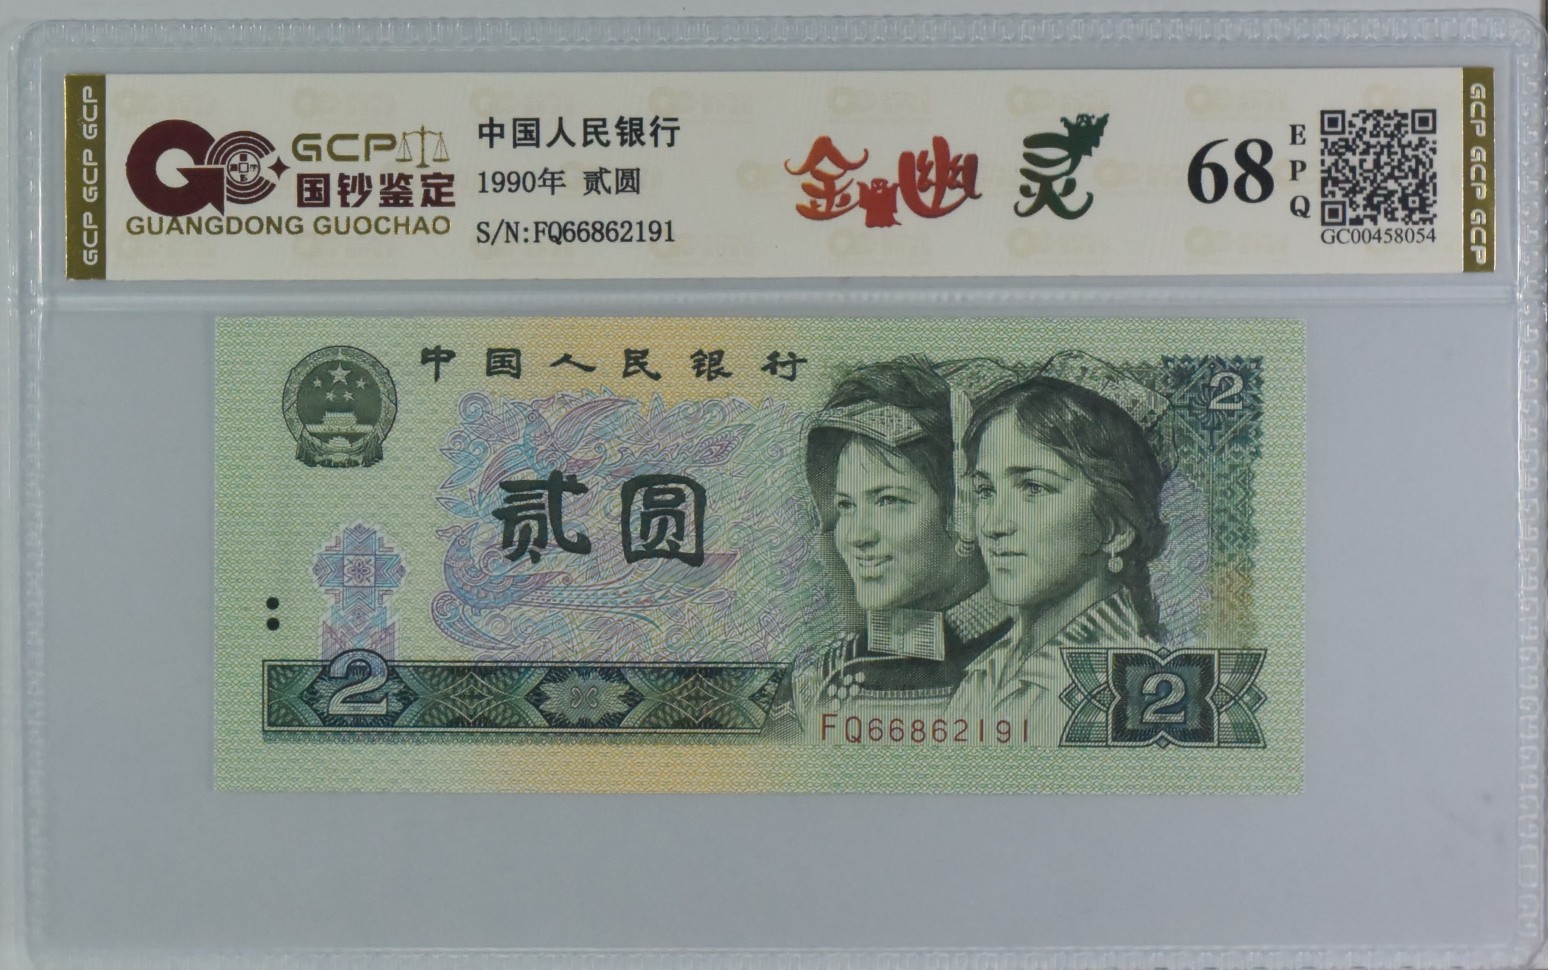 GCP GCP GCP
GCP
国钞鉴定
GUANGDONG GUOCHAO
中国人民银行
1990年 贰圆
S/N:FQ66862191
金幽灵
68
EPQ
GC00458054
GCP GCP GCP
中国人民银行
2
贰圆
2
2
FQ66862191